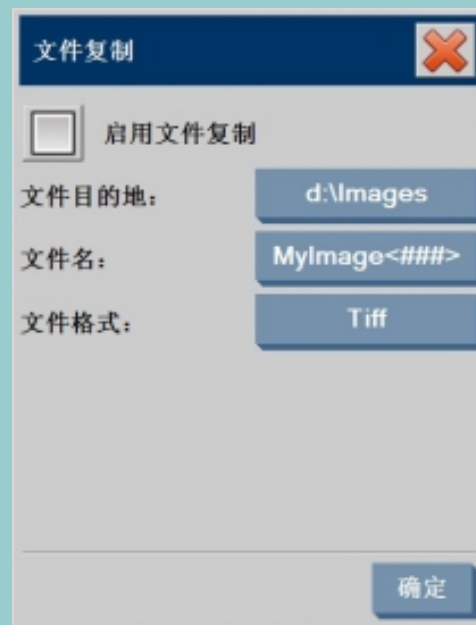 文件复制
启用文件复制
文件目的地： d:\Images
文件名： MyImage<###>
文件格式： Tiff
确定